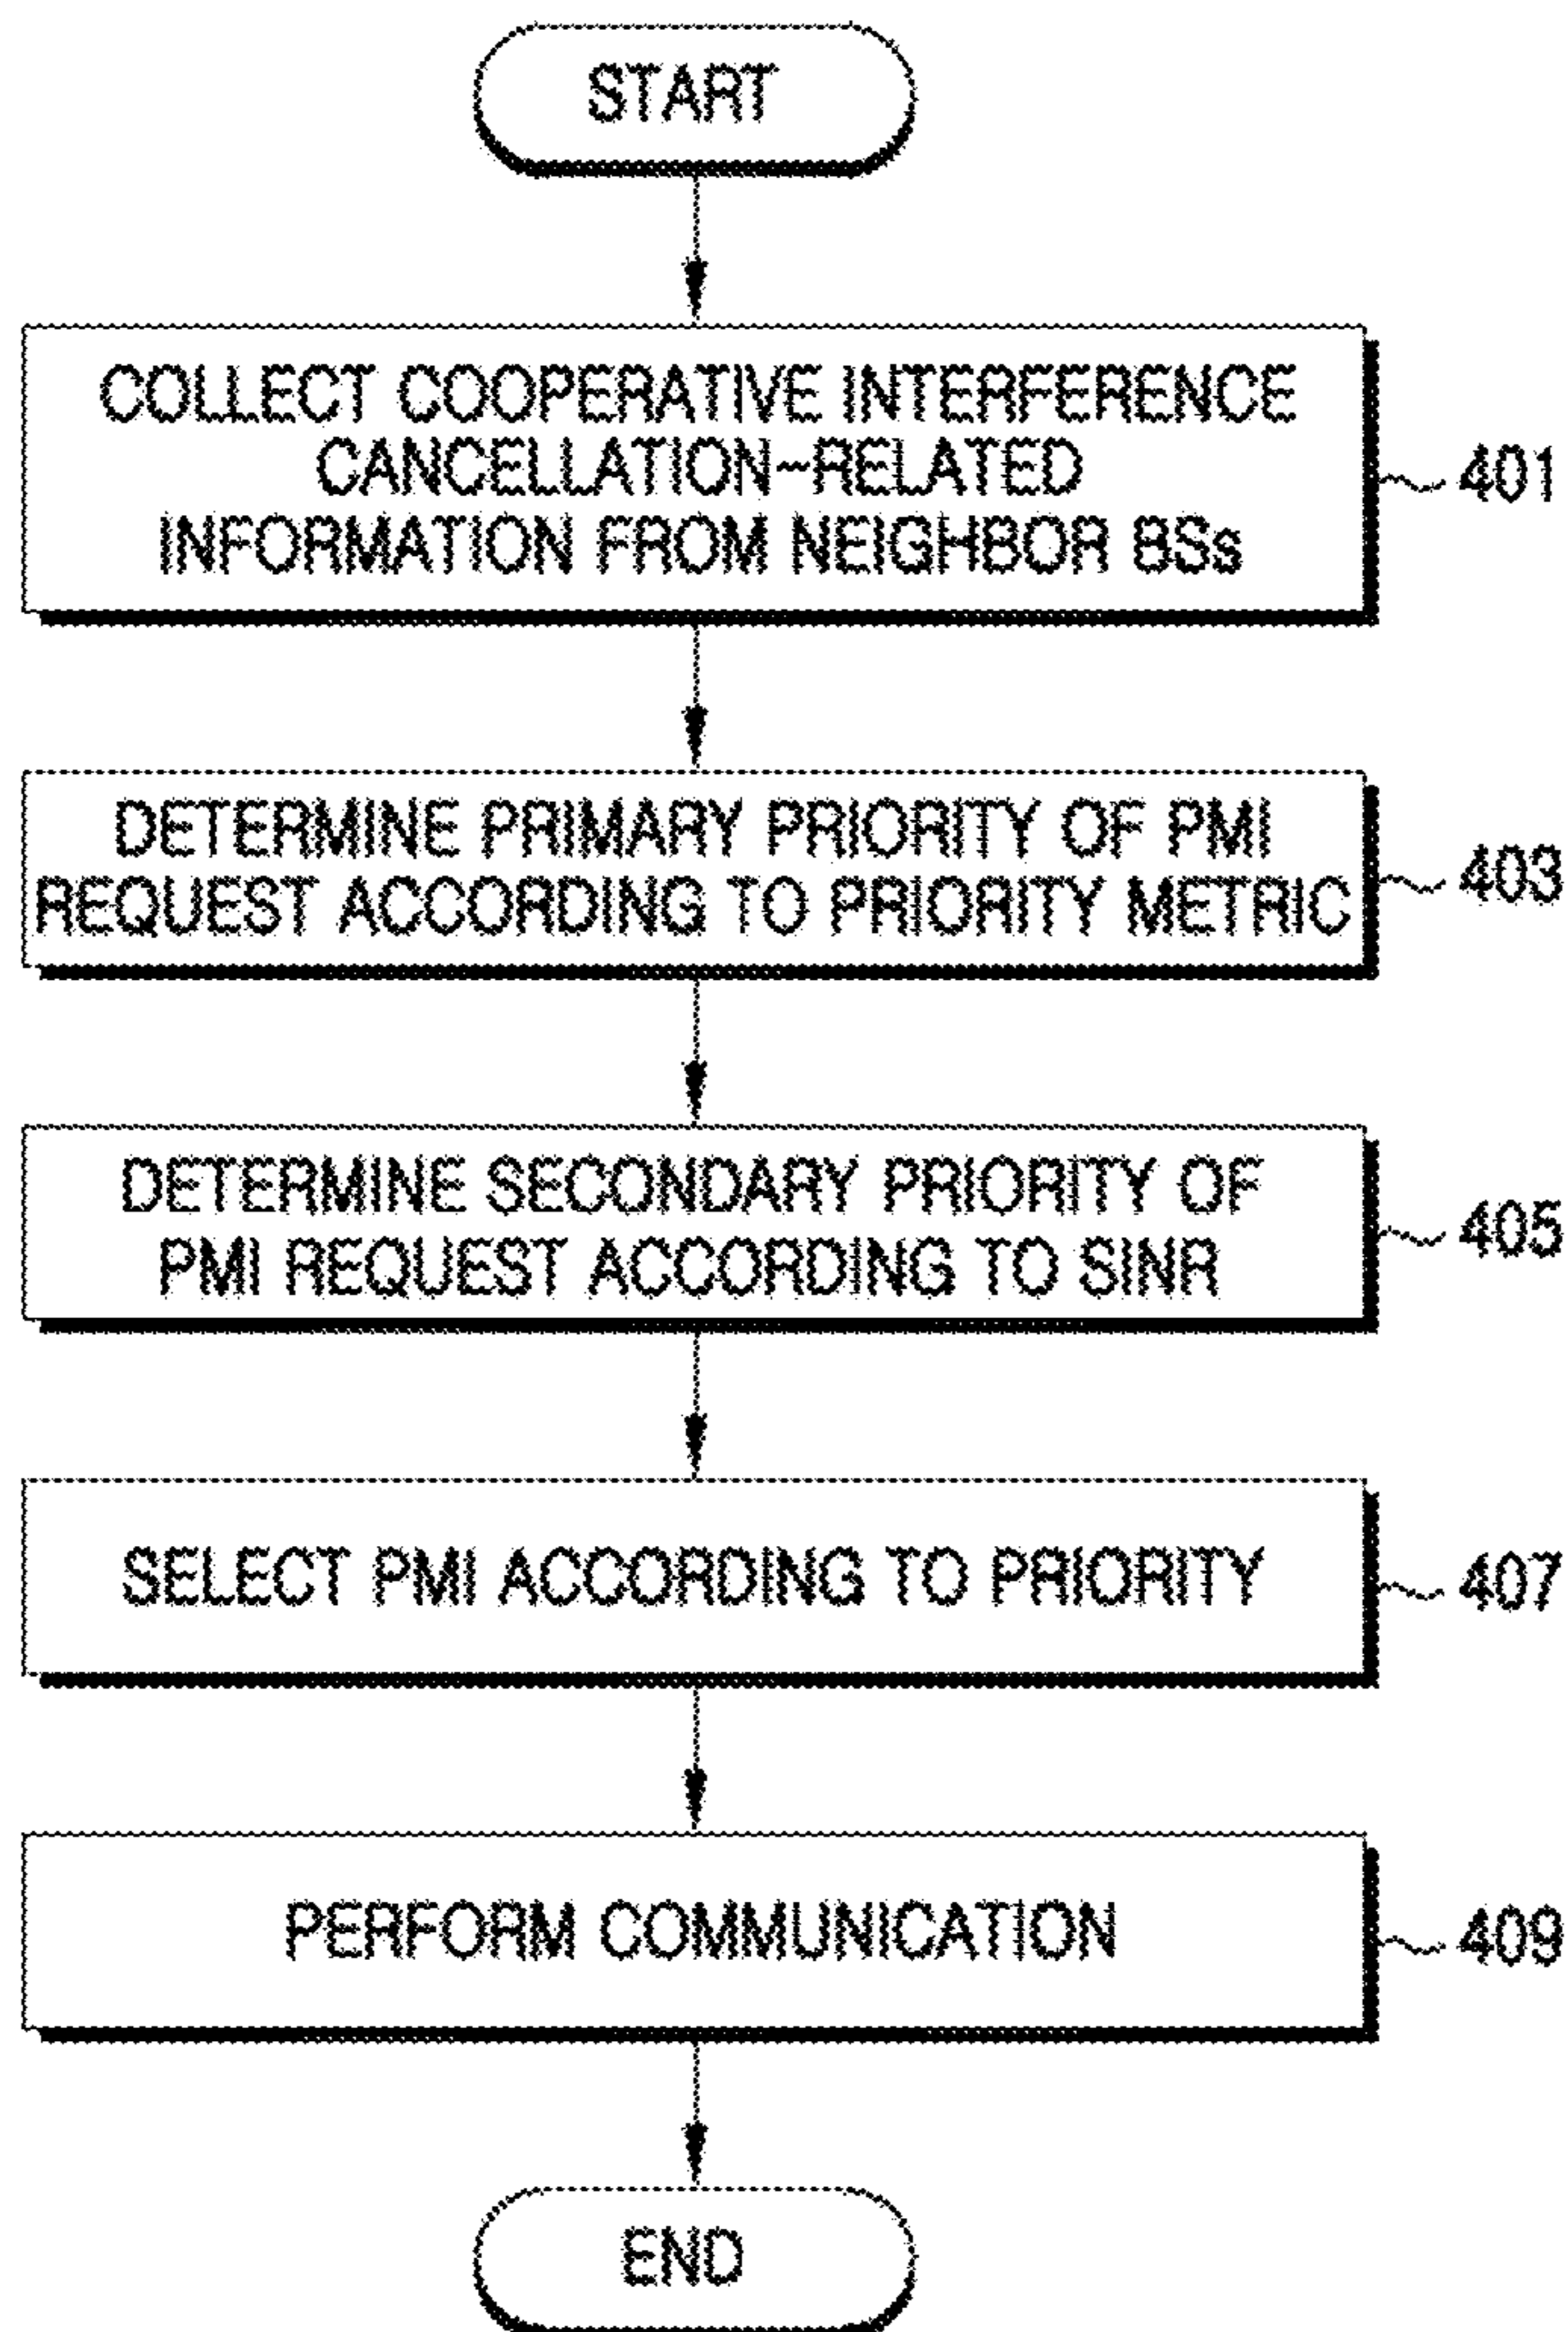 START
COLLECT COOPERATIVE INTERFERENCE
CANCELLATION-RELATED
INFORMATION FROM NEIGHBOR BSs
401
DETERMINE PRIMARY PRIORITY OF PMI
REQUEST ACCORDING TO PRIORITY METRIC
403
DETERMINE SECONDARY PRIORITY OF
PMI REQUEST ACCORDING TO SINR
405
SELECT PMI ACCORDING TO PRIORITY
407
PERFORM COMMUNICATION
409
END